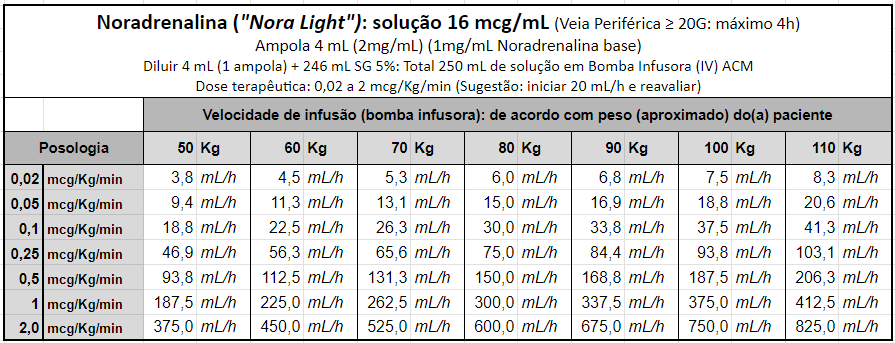 Noradrenalina ("Nora Light"): solução 16 mcg/mL (Veia Periférica ≥ 20G: máximo 4h)
Ampola 4 mL (2mg/mL) (1mg/mL Noradrenalina base)
Diluir 4 mL (1 ampola) + 246 mL SG 5%: Total 250 mL de solução em Bomba Infusora (IV) ACM
Dose terapêutica: 0,02 a 2 mcg/Kg/min (Sugestão: iniciar 20 mL/h e reavaliar)
Velocidade de infusão (bomba infusora): de acordo com peso (aproximado) do(a) paciente
Posologia 50 Kg 60 Kg 70 Kg 80 Kg 90 Kg 100 Kg 110 Kg
0,02 mcg/Kg/min 3,8 mL/h 4,5 mL/h 5,3 mL/h 6,0 mL/h 6,8 mL/h 7,5 mL/h 8,3 mL/h
0,05 mcg/Kg/min 9,4 mL/h 11,3 mL/h 13,1 mL/h 15,0 mL/h 16,9 mL/h 18,8 mL/h 20,6 mL/h
0,1 mcg/Kg/min 18,8 mL/h 22,5 mL/h 26,3 mL/h 30,0 mL/h 33,8 mL/h 37,5 mL/h 41,3 mL/h
0,25 mcg/Kg/min 46,9 mL/h 56,3 mL/h 65,6 mL/h 75,0 mL/h 84,4 mL/h 93,8 mL/h 103,1 mL/h
0,5 mcg/Kg/min 93,8 mL/h 112,5 mL/h 131,3 mL/h 150,0 mL/h 168,8 mL/h 187,5 mL/h 206,3 mL/h
1 mcg/Kg/min 187,5 mL/h 225,0 mL/h 262,5 mL/h 300,0 mL/h 337,5 mL/h 375,0 mL/h 412,5 mL/h
2,0 mcg/Kg/min 375,0 mL/h 450,0 mL/h 525,0 mL/h 600,0 mL/h 675,0 mL/h 750,0 mL/h 825,0 mL/h